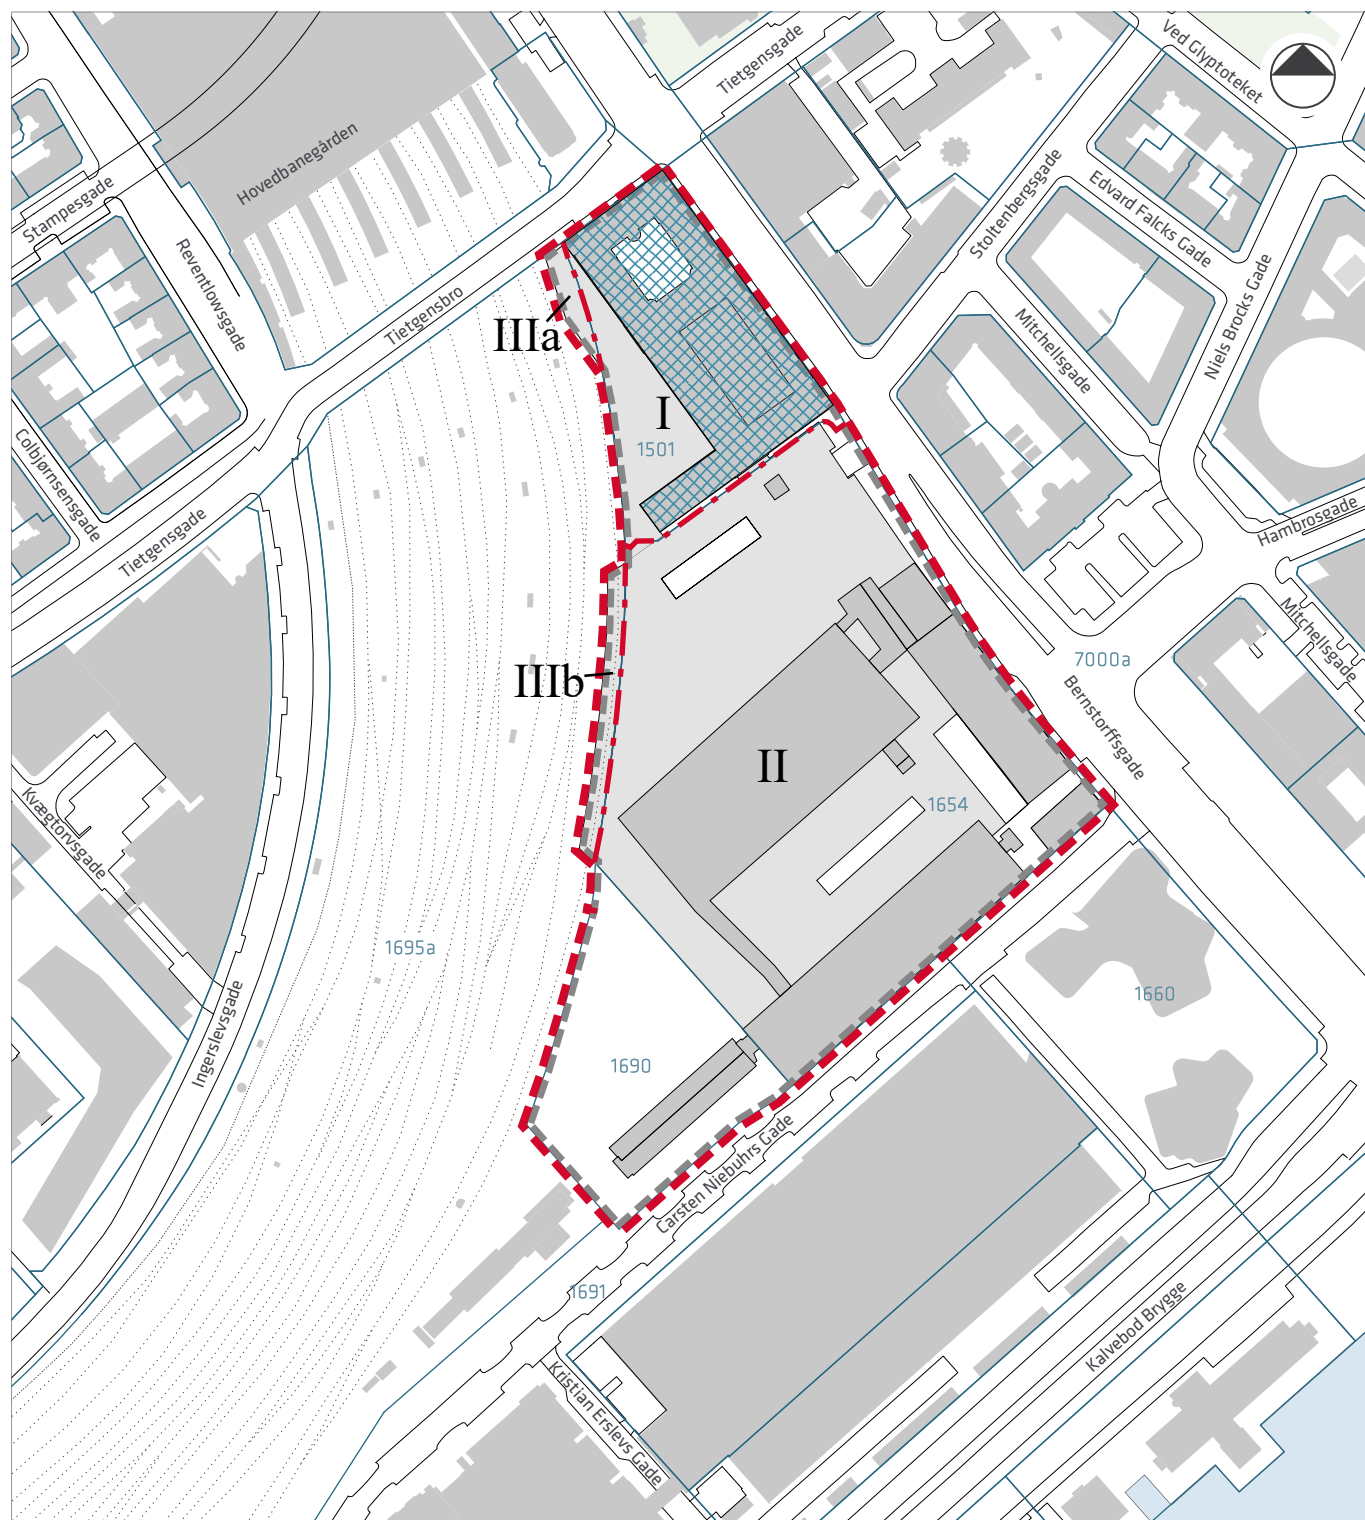 Ved Glyptoteket
Tietgensgade
Hovedbanegården
Stampesgade
Stoltenbergsgade
Edvard Falcks Gade
Reventlowsgade
Tietgensbro
Niels Brocks Gade
Mitchellsgade
IIIa
I
1501
Colbjørnsensgade
Tietgensgade
Hambrosgade
Mitchellsgade
7000a
IIIb
Bernstorffsgade
II
1654
Kvægtorvsgade
1695a
1660
Ingerslevsgade
1690
Carsten Niebuhrs Gade
1691
Kalvebod Brygge
Kristian Erslevs Gade